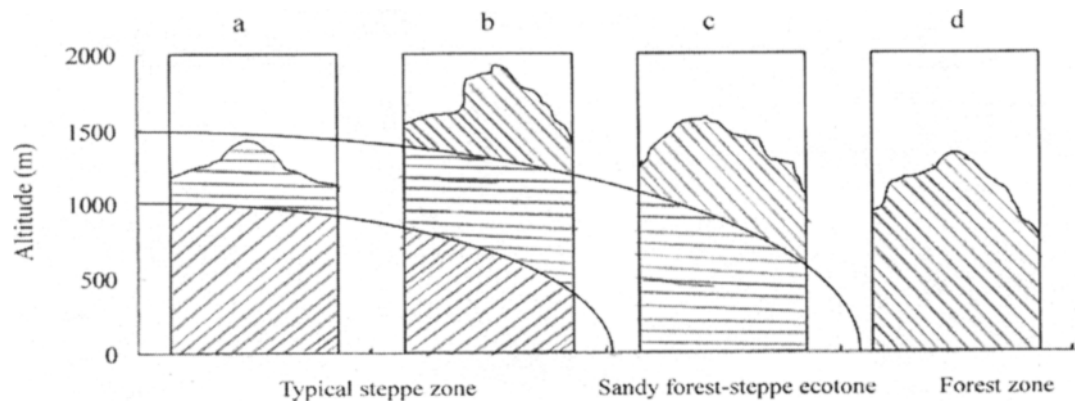 a b c d
2000
1500
1000
500
0
Altitude (m)
Typical steppe zone Sandy forest-steppe ecotone Forest zone